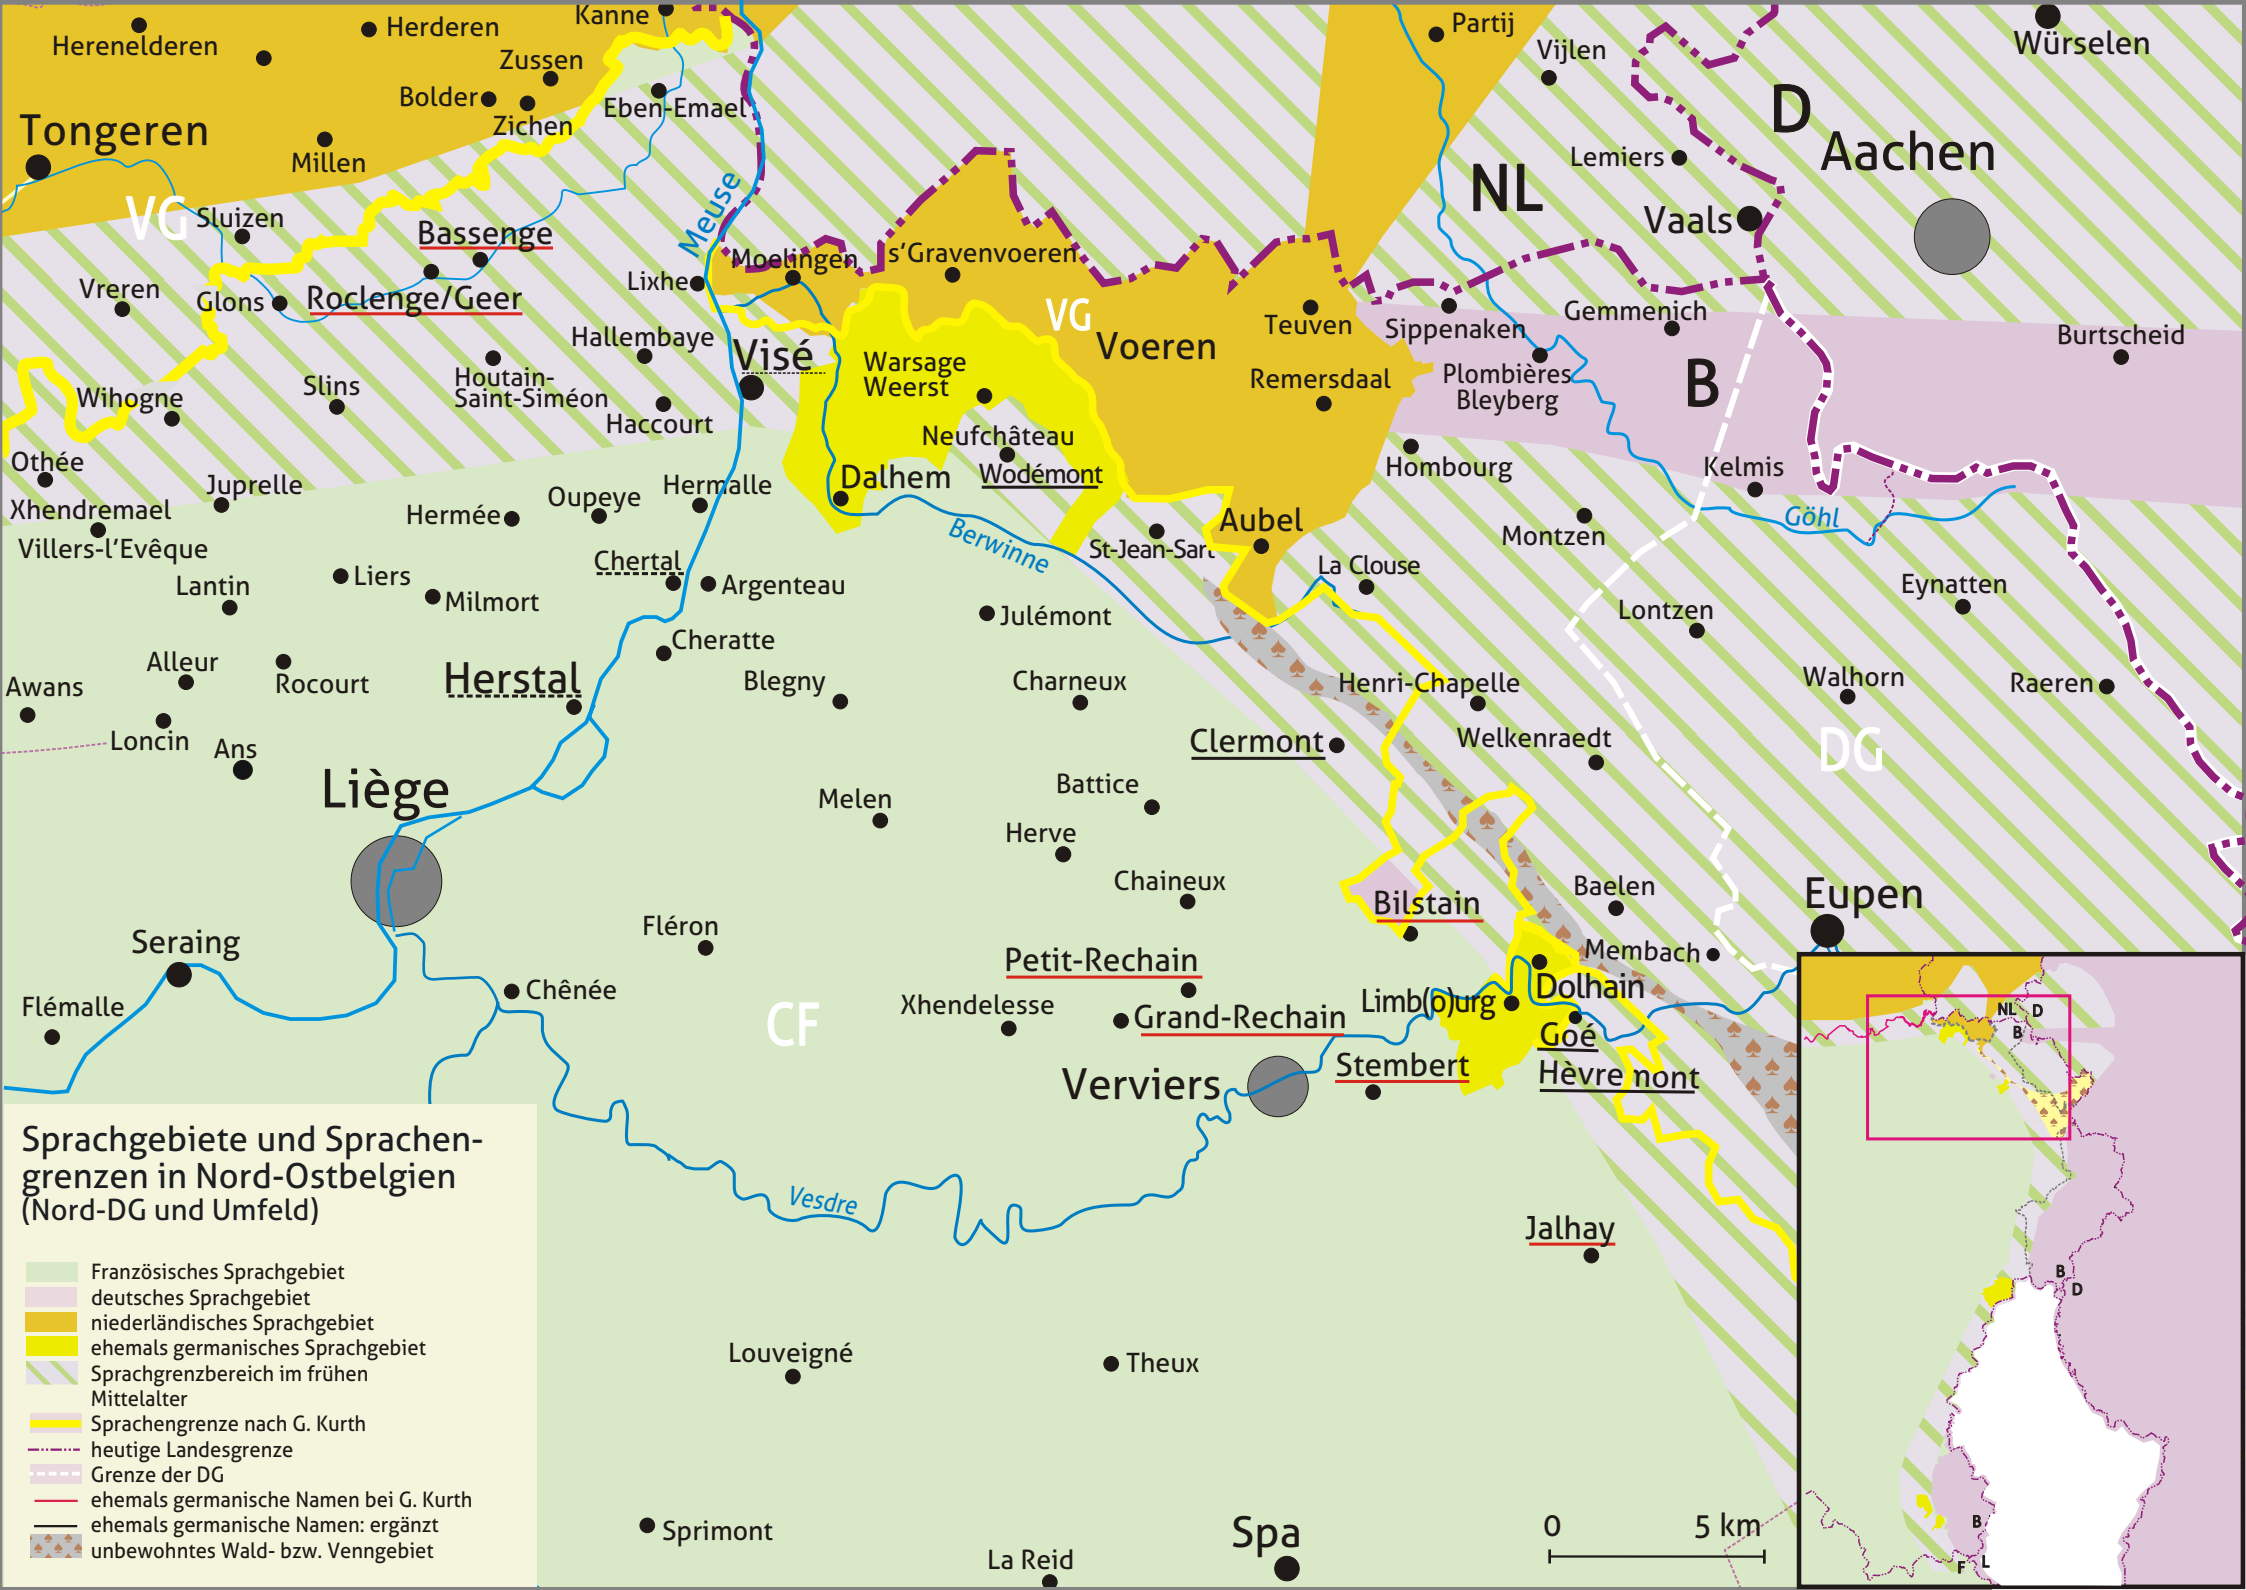 Kanne
Herenelderen
Herderen
Zussen
Bolder
Zichen
Eben-Emael
Tongeren
Millen
Partij
Vijlen
Würselen
D
Aachen
Lemiers
NL
Vaals
VG
Sluizen
Bassenge
Meuse
Moelingen
s'Gravenvoeren
Lixhe
Vreren
Glons
Roclenge/Geer
VG
Voeren
Teuven
Sippenaken
Gemmenich
Burtscheid
Hallembaye
Visé
Warsage
Weerst
Remersdaal
Plombières
Bleyberg
B
Wihogne
Slins
Houtain-
Saint-Siméon
Haccourt
Neufchâteau
Wodémont
Hombourg
Kelmis
Othée
Juprelle
Xhendremael
Villers-l'Evêque
Hermée
Oupeye
Hermalle
Dalhem
Berwinne
Aubel
St-Jean-Sart
Montzen
Göhl
Lantin
Liers
Milmort
Chertal
Argenteau
La Clouse
Eynatten
Lontzen
Julémont
Cheratte
Alleur
Rocourt
Herstal
Blegny
Charneux
Henri-Chapelle
Walhorn
Raeren
Awans
Loncin
Ans
Clermont
Welkenraedt
DG
Liège
Melen
Battice
Herve
Chaineux
Bilstain
Baelen
Eupen
Seraing
Fléron
Petit-Rechain
Membach
Flémalle
Chênée
CF
Xhendelesse
Grand-Rechain
Limb(o)urg
Dolhain
Goé
Verviers
Stembert
Hèvremont
Vesdre
Jalhay
Louveigné
Theux
Sprimont
La Reid
Spa
0 5 km
Sprachgebiete und Sprachen-
grenzen in Nord-Ostbelgien
(Nord-DG und Umfeld)
Französisches Sprachgebiet
deutsches Sprachgebiet
niederländisches Sprachgebiet
ehemals germanisches Sprachgebiet
Sprachgrenzbereich im frühen
Mittelalter
Sprachengrenze nach G. Kurth
heutige Landesgrenze
Grenze der DG
ehemals germanische Namen bei G. Kurth
ehemals germanische Namen: ergänzt
unbewohntes Wald- bzw. Venngebiet
NL
D
B
B
D
B
F
L